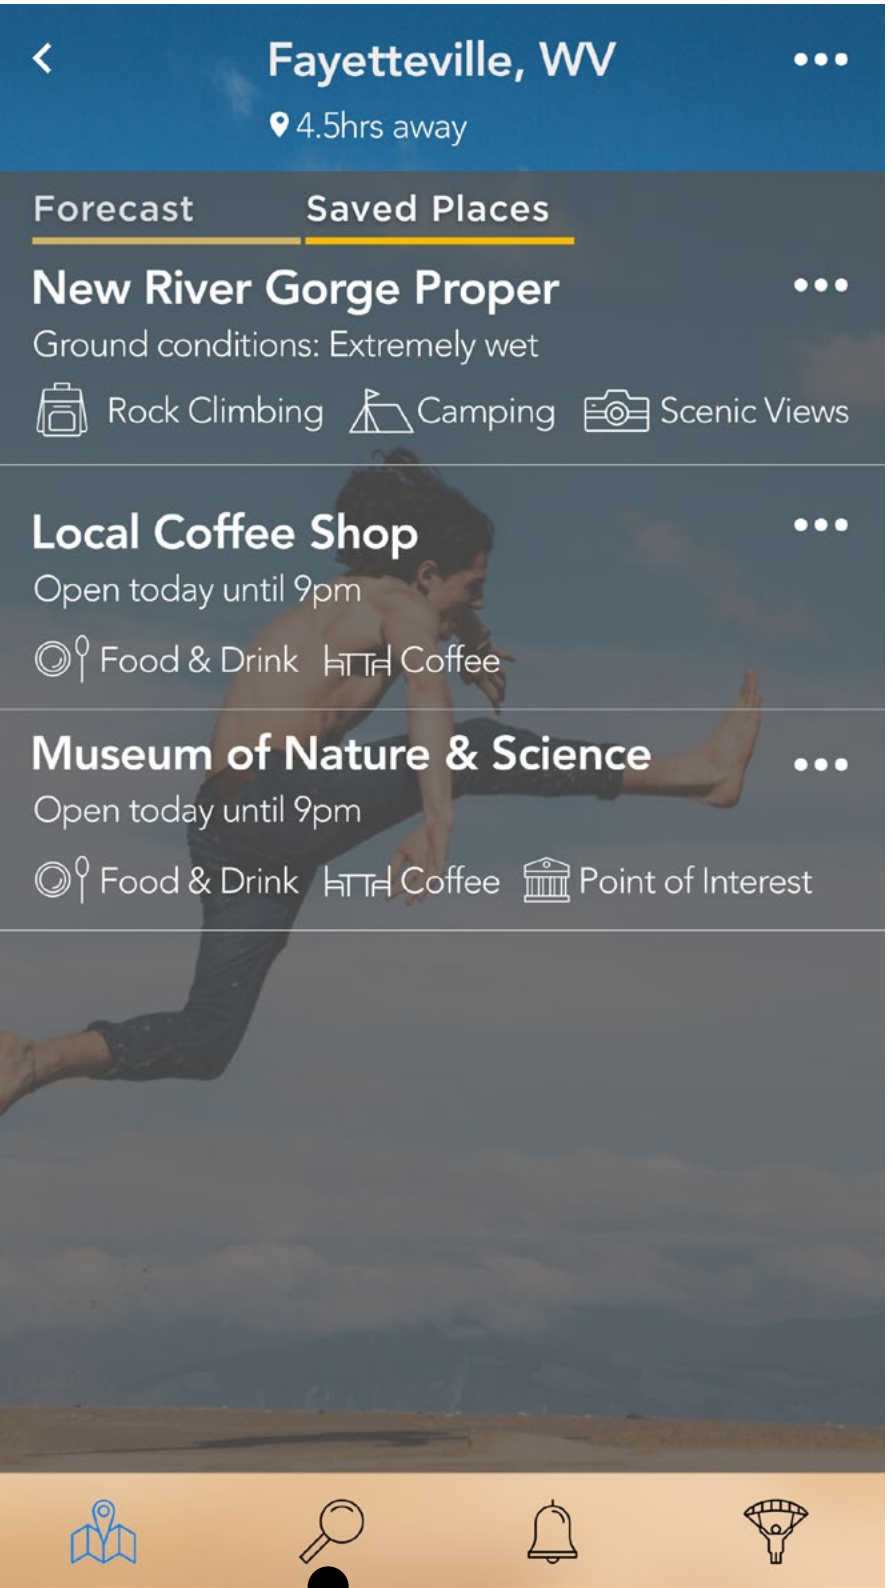 Fayetteville, WV
4.5hrs away
Forecast Saved Places
New River Gorge Proper
Ground conditions: Extremely wet
Rock Climbing Camping Scenic Views
Local Coffee Shop
Open today until 9pm
Food & Drink Coffee
Museum of Nature & Science
Open today until 9pm
Food & Drink Coffee Point of Interest